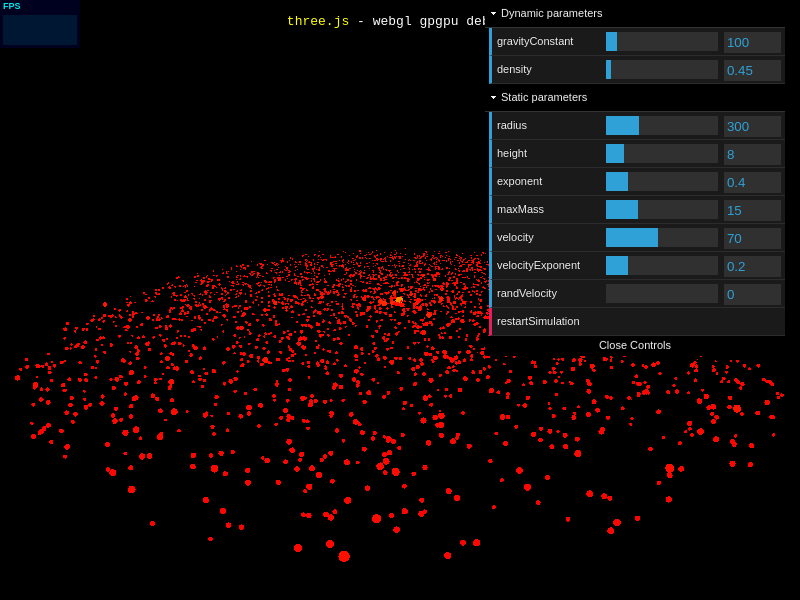 FPS
three.js - webgl gpgpu
Dynamic parameters
gravityConstant 100
density 0.45
Static parameters
radius 300
height 8
exponent 0.4
maxMass 15
velocity 70
velocityExponent 0.2
randVelocity 0
restartSimulation
Close Controls